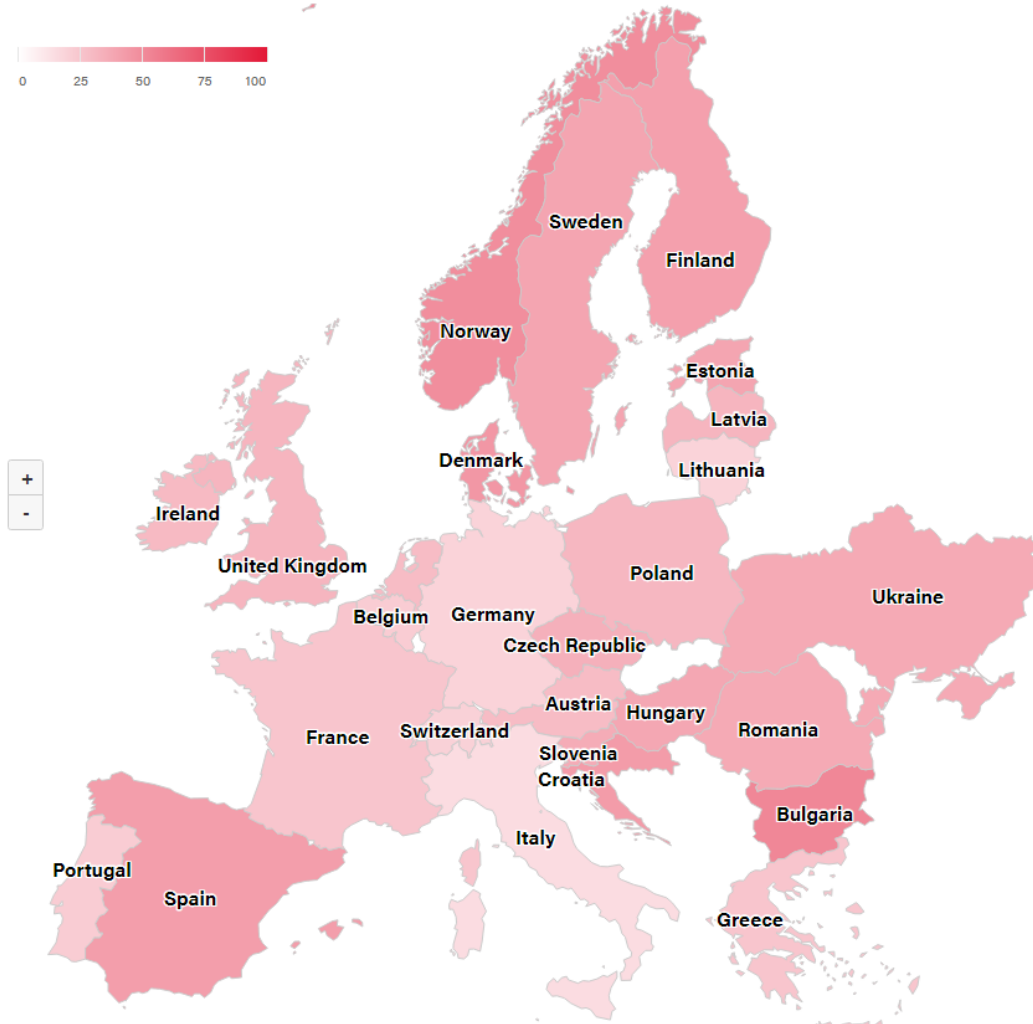 0 25 50 75 100
Sweden
Finland
Norway
Estonia
Latvia
Denmark
Lithuania
+
-
Ireland
United Kingdom
Poland
Ukraine
Belgium
Germany
Czech Republic
Austria
Hungary
Switzerland
Romania
France
Slovenia
Croatia
Bulgaria
Italy
Portugal
Spain
Greece